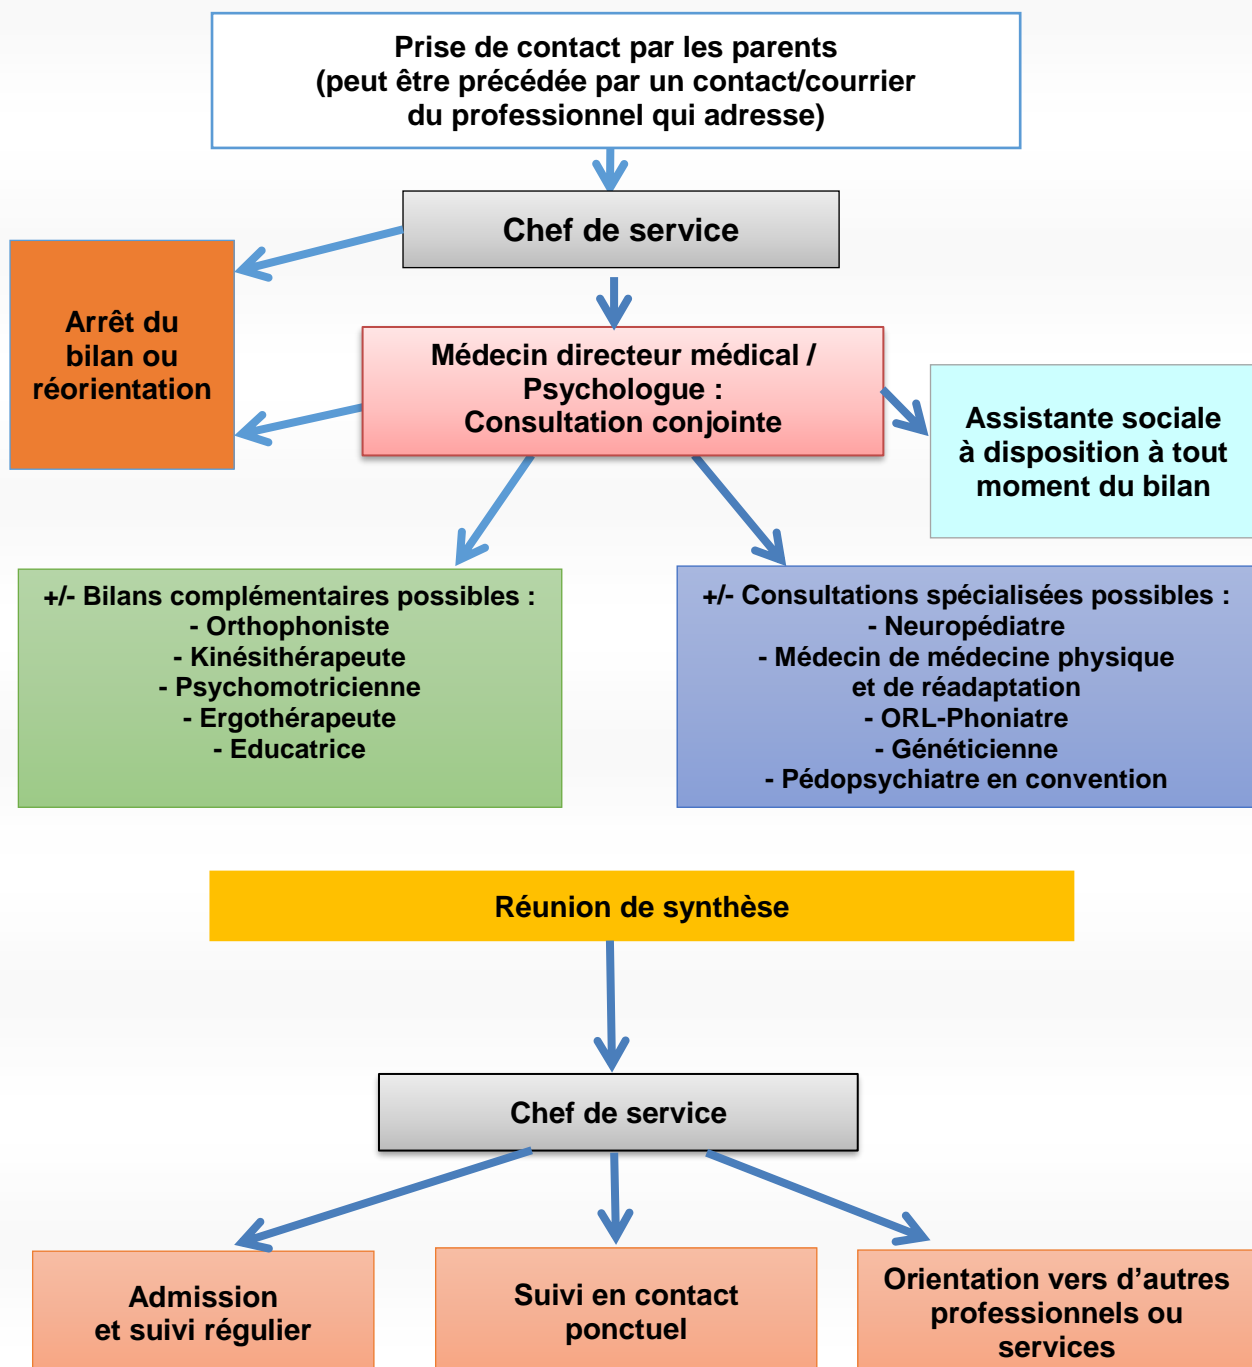 Prise de contact par les parents
(peut être précédée par un contact/courrier
du professionnel qui adresse)
Chef de service
Arrêt du
bilan ou
réorientation
Médecin directeur médical /
Psychologue :
Consultation conjointe
Assistante sociale
à disposition à tout
moment du bilan
+/- Bilans complémentaires possibles :
- Orthophoniste
- Kinésithérapeute
- Psychomotricienne
- Ergothérapeute
- Educatrice
+/- Consultations spécialisées possibles :
- Neuropédiatre
- Médecin de médecine physique
et de réadaptation
- ORL-Phoniatre
- Généticienne
- Pédopsychiatre en convention
Réunion de synthèse
Chef de service
Admission
et suivi régulier
Suivi en contact
ponctuel
Orientation vers d’autres
professionnels ou
services